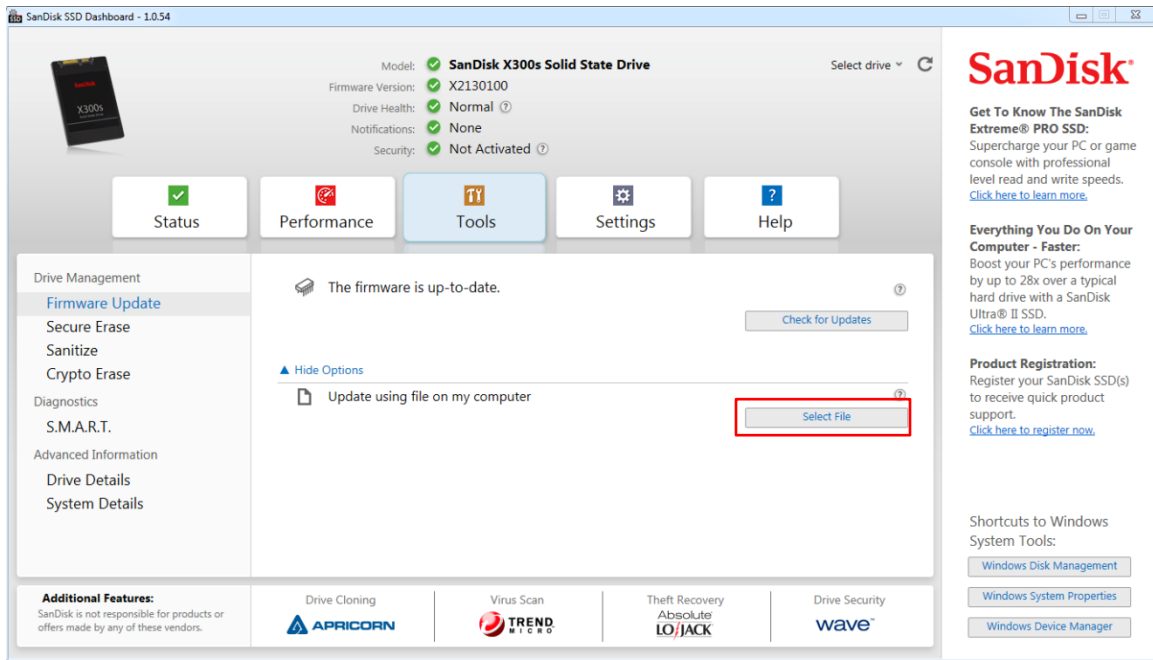 SanDisk SSD Dashboard - 1.0.54
Model: SanDisk X300s Solid State Drive
Firmware Version: X2130100
Drive Health: Normal ?
Notifications: None
Security: Not Activated ?
Select drive
SanDisk
X300s
Status
Performance
Tools
Settings
? Help
Drive Management
Firmware Update
Secure Erase
Sanitize
Crypto Erase
Diagnostics
S.M.A.R.T.
Advanced Information
Drive Details
System Details
The firmware is up-to-date.
?
Check for Updates
Hide Options
Update using file on my computer
?
Select File
Additional Features:
SanDisk is not responsible for products or
offers made by any of these vendors.
Drive Cloning
APRICORN
Virus Scan
TREND
MICRO
Theft Recovery
Absolute
LO/JACK
Drive Security
wave
SanDisk
Get To Know The SanDisk
Extreme® PRO SSD:
Supercharge your PC or game
console with professional
level read and write speeds.
Click here to learn more.
Everything You Do On Your
Computer - Faster:
Boost your PC's performance
by up to 28x over a typical
hard drive with a SanDisk
Ultra® II SSD.
Click here to learn more.
Product Registration:
Register your SanDisk SSD(s)
to receive quick product
support.
Click here to register now.
Shortcuts to Windows
System Tools:
Windows Disk Management
Windows System Properties
Windows Device Manager